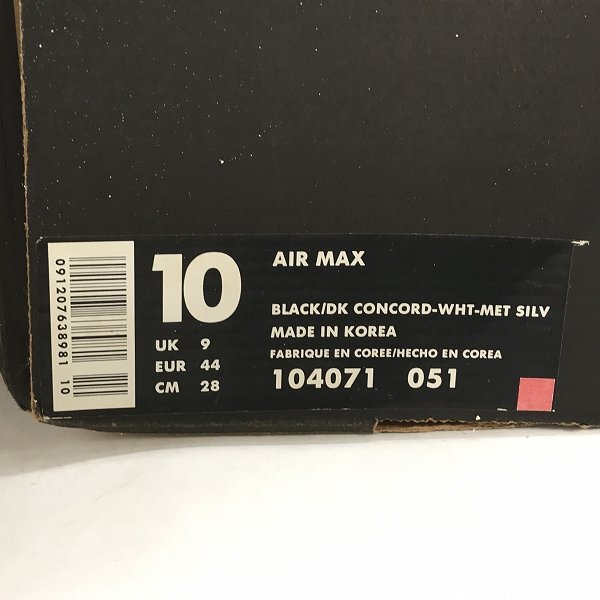 091207638981 10
10
UK 9
EUR 44
CM 28
AIR MAX
BLACK/DK CONCORD-WHT-MET SILV
MADE IN KOREA
FABRIQUE EN COREE/HECHO EN COREA
104071 051